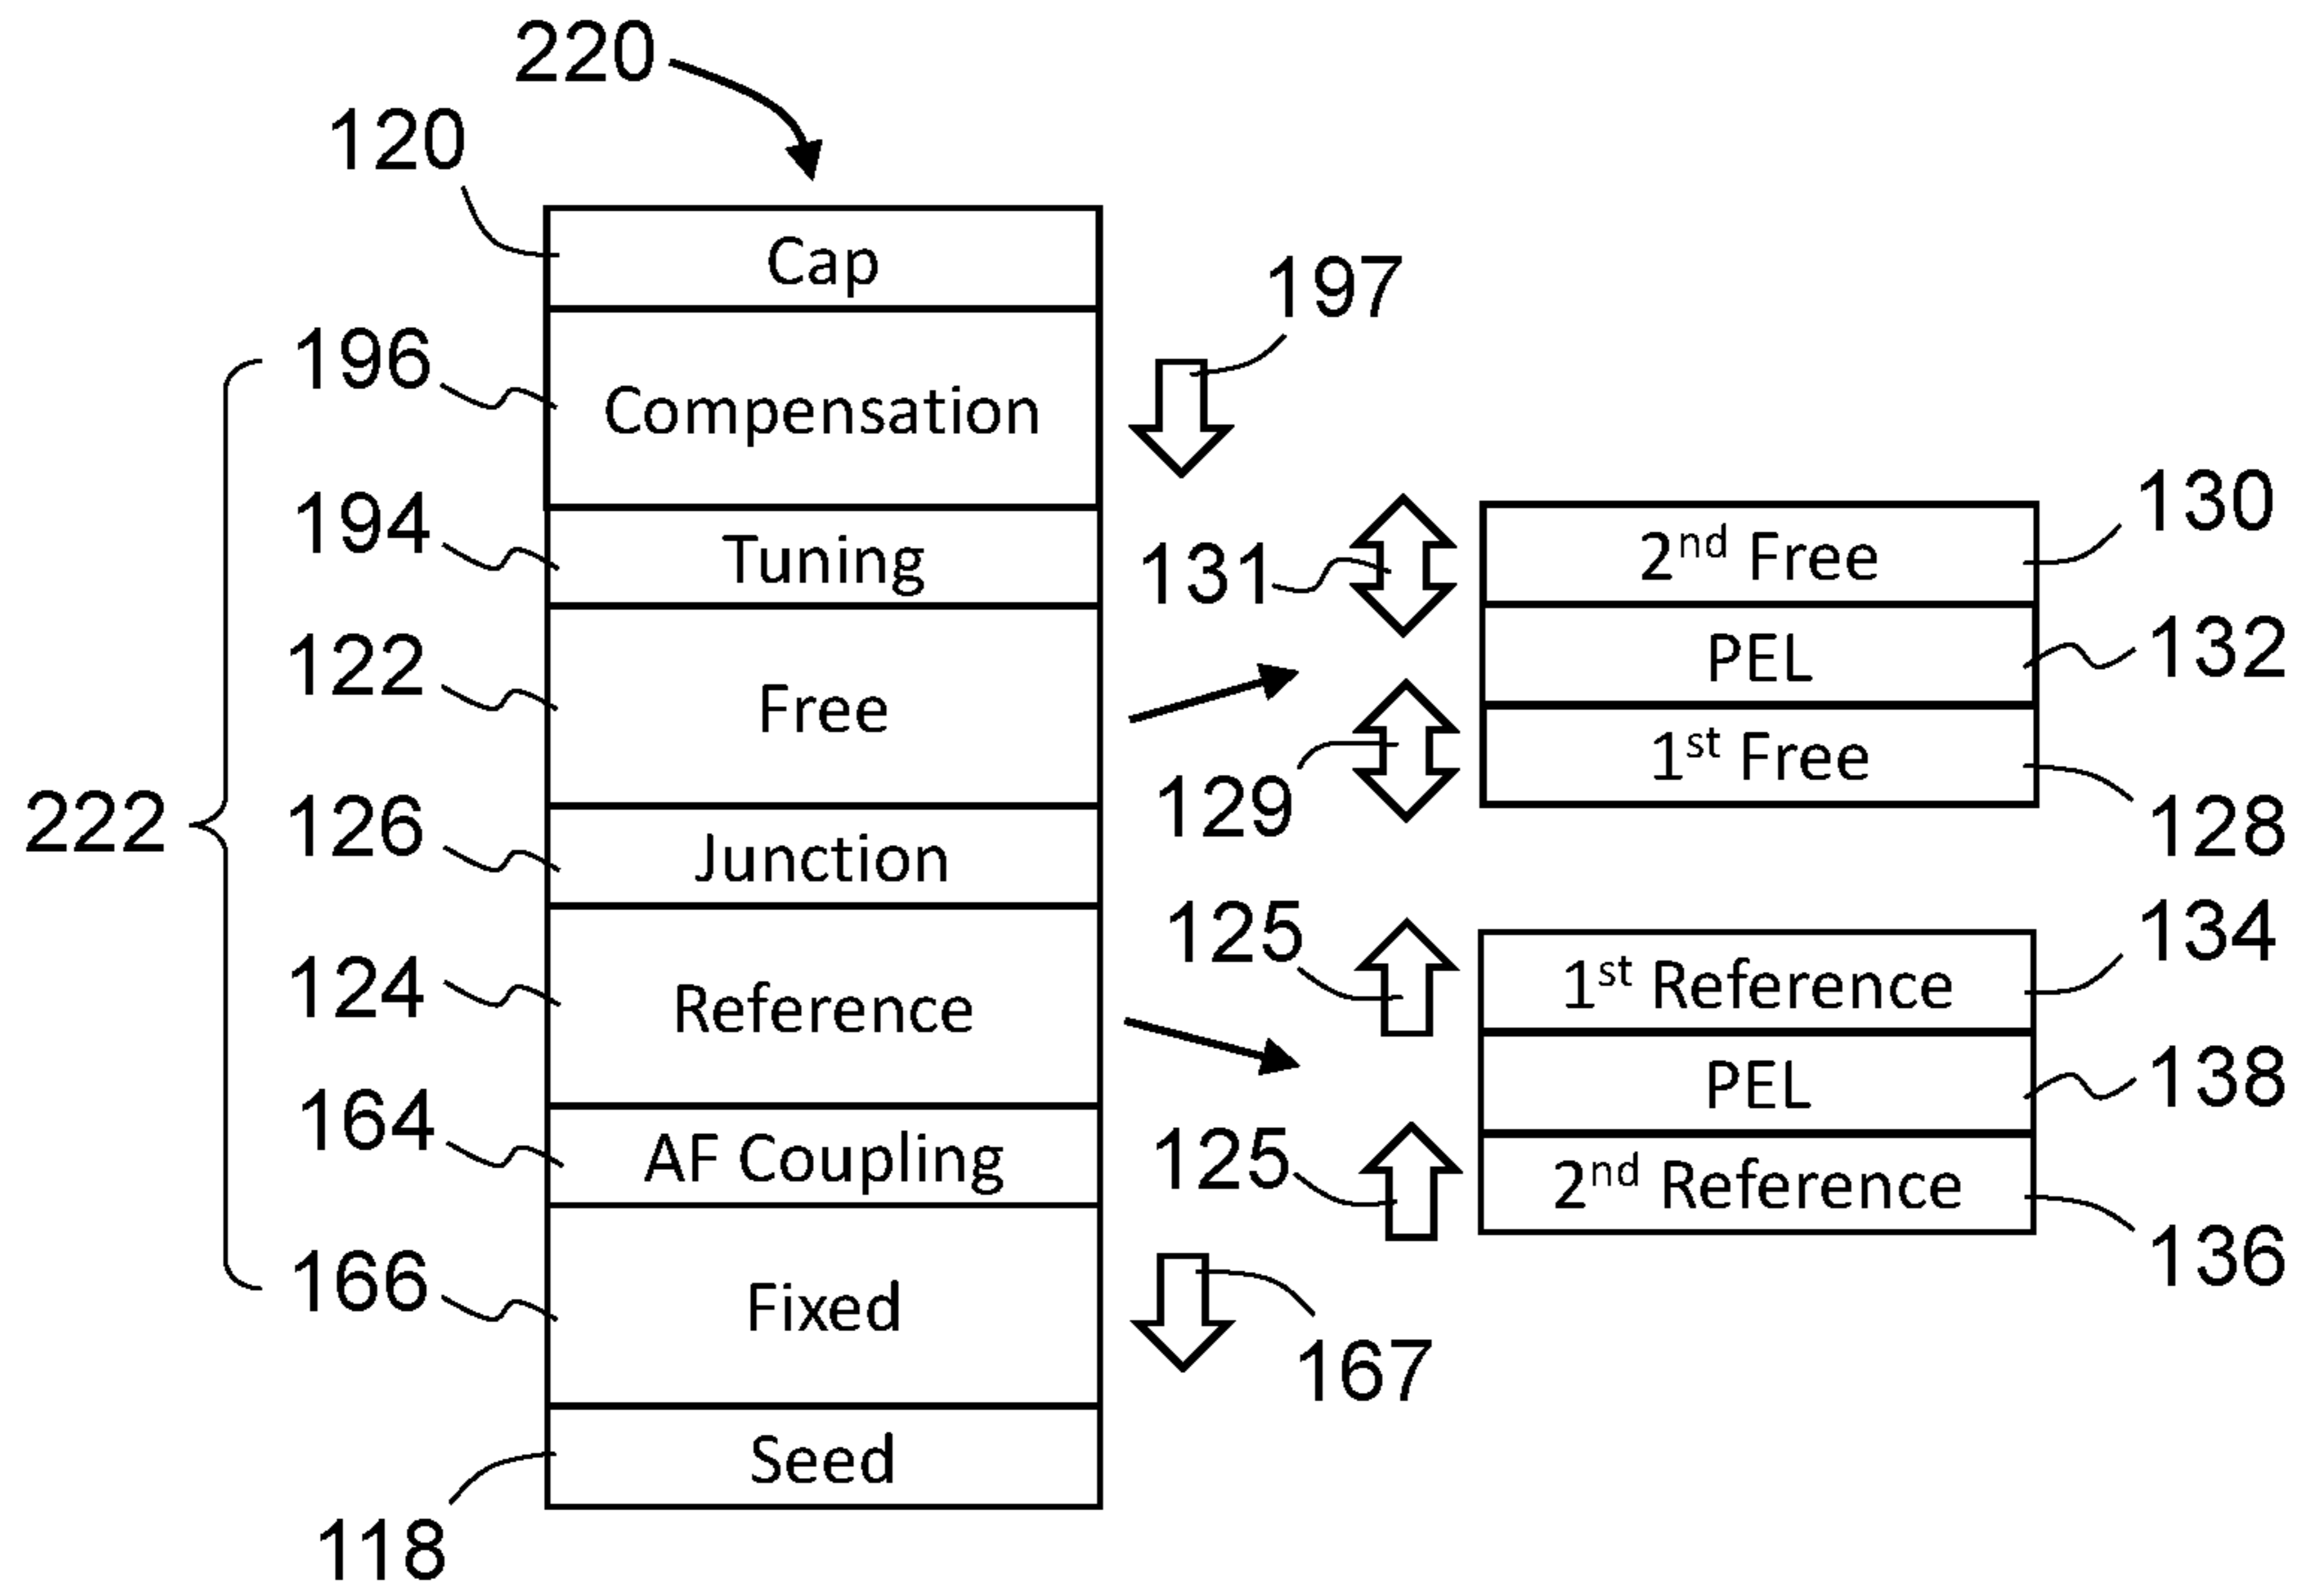 220
120
Cap
197
196
Compensation
194
Tuning
131
2nd Free
130
122
Free
PEL
132
129
1st Free
128
222
126
Junction
125
1st Reference
134
124
Reference
PEL
138
164
AF Coupling
125
2nd Reference
136
166
Fixed
167
Seed
118